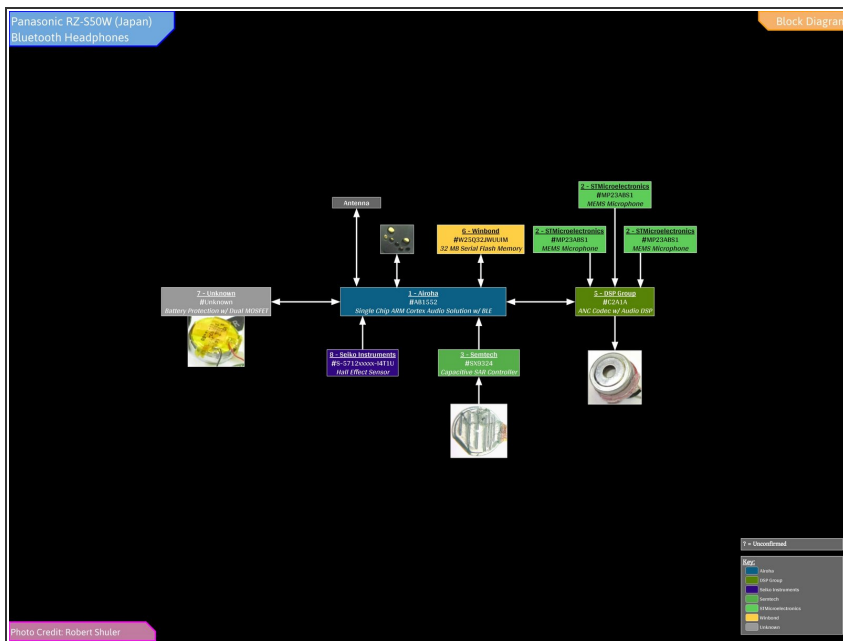 Panasonic RZ-S50W (Japan)
Bluetooth Headphones
Block Diagram
2 - STMicroelectronics
#MP23ABS1
MEMS Microphone
Antenna
6 - Winbond
#W25Q32JWUUIM
32 MB Serial Flash Memory
2 - STMicroelectronics
#MP23ABS1
MEMS Microphone
2 - STMicroelectronics
#MP23ABS1
MEMS Microphone
7 - Unknown
#Unknown
Battery Protection w/ Dual MOSFET
1 - Airoha
#AB1552
Single Chip ARM Cortex Audio Solution w/ BLE
5 - DSP Group
ANC Codec w/ Audio DSP
8 - Seiko Instruments
#S-5712xxxxx-I4T1U
Hall Effect Sensor
3 - Semtech
#SX9324
Capacitive SAR Controller
? = Unconfirmed
Key:
Airoha
DSP Group
Seiko Instruments
Semtech
STMicroelectronics
Winbond
Unknown
Photo Credit: Robert Shuler